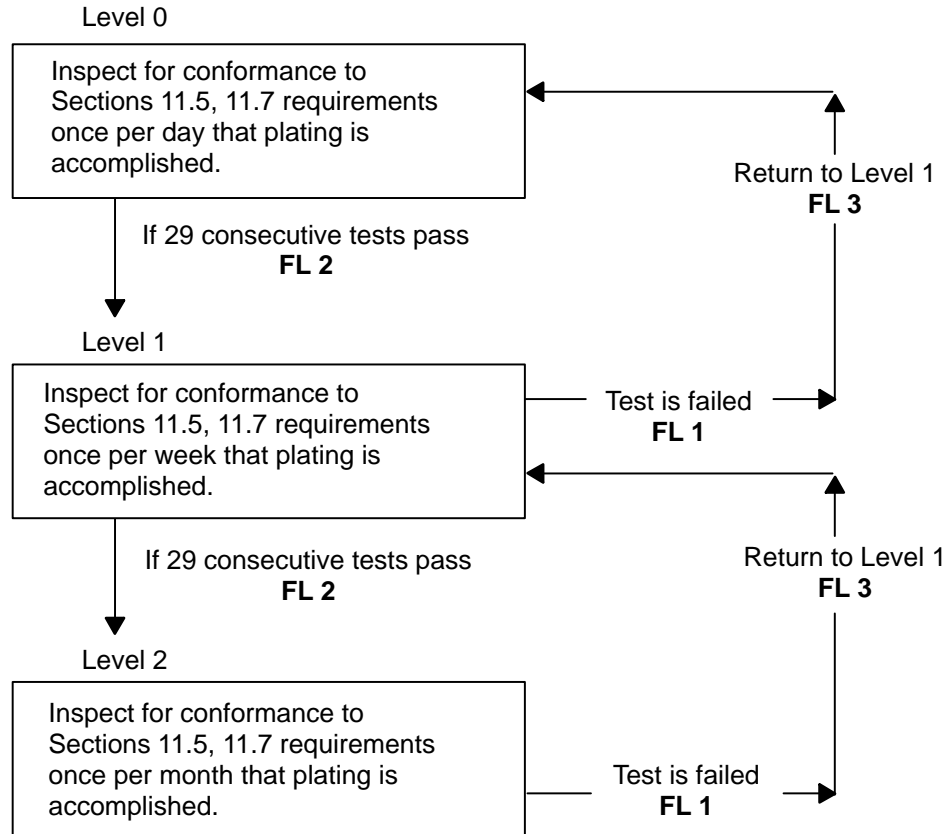 Level 0
Inspect for conformance to
Sections 11.5, 11.7 requirements
once per day that plating is
accomplished.
Return to Level 1
FL 3
If 29 consecutive tests pass
FL 2
Level 1
Inspect for conformance to
Sections 11.5, 11.7 requirements
once per week that plating is
accomplished.
Test is failed
FL 1
If 29 consecutive tests pass
FL 2
Return to Level 1
FL 3
Level 2
Inspect for conformance to
Sections 11.5, 11.7 requirements
once per month that plating is
accomplished.
Test is failed
FL 1